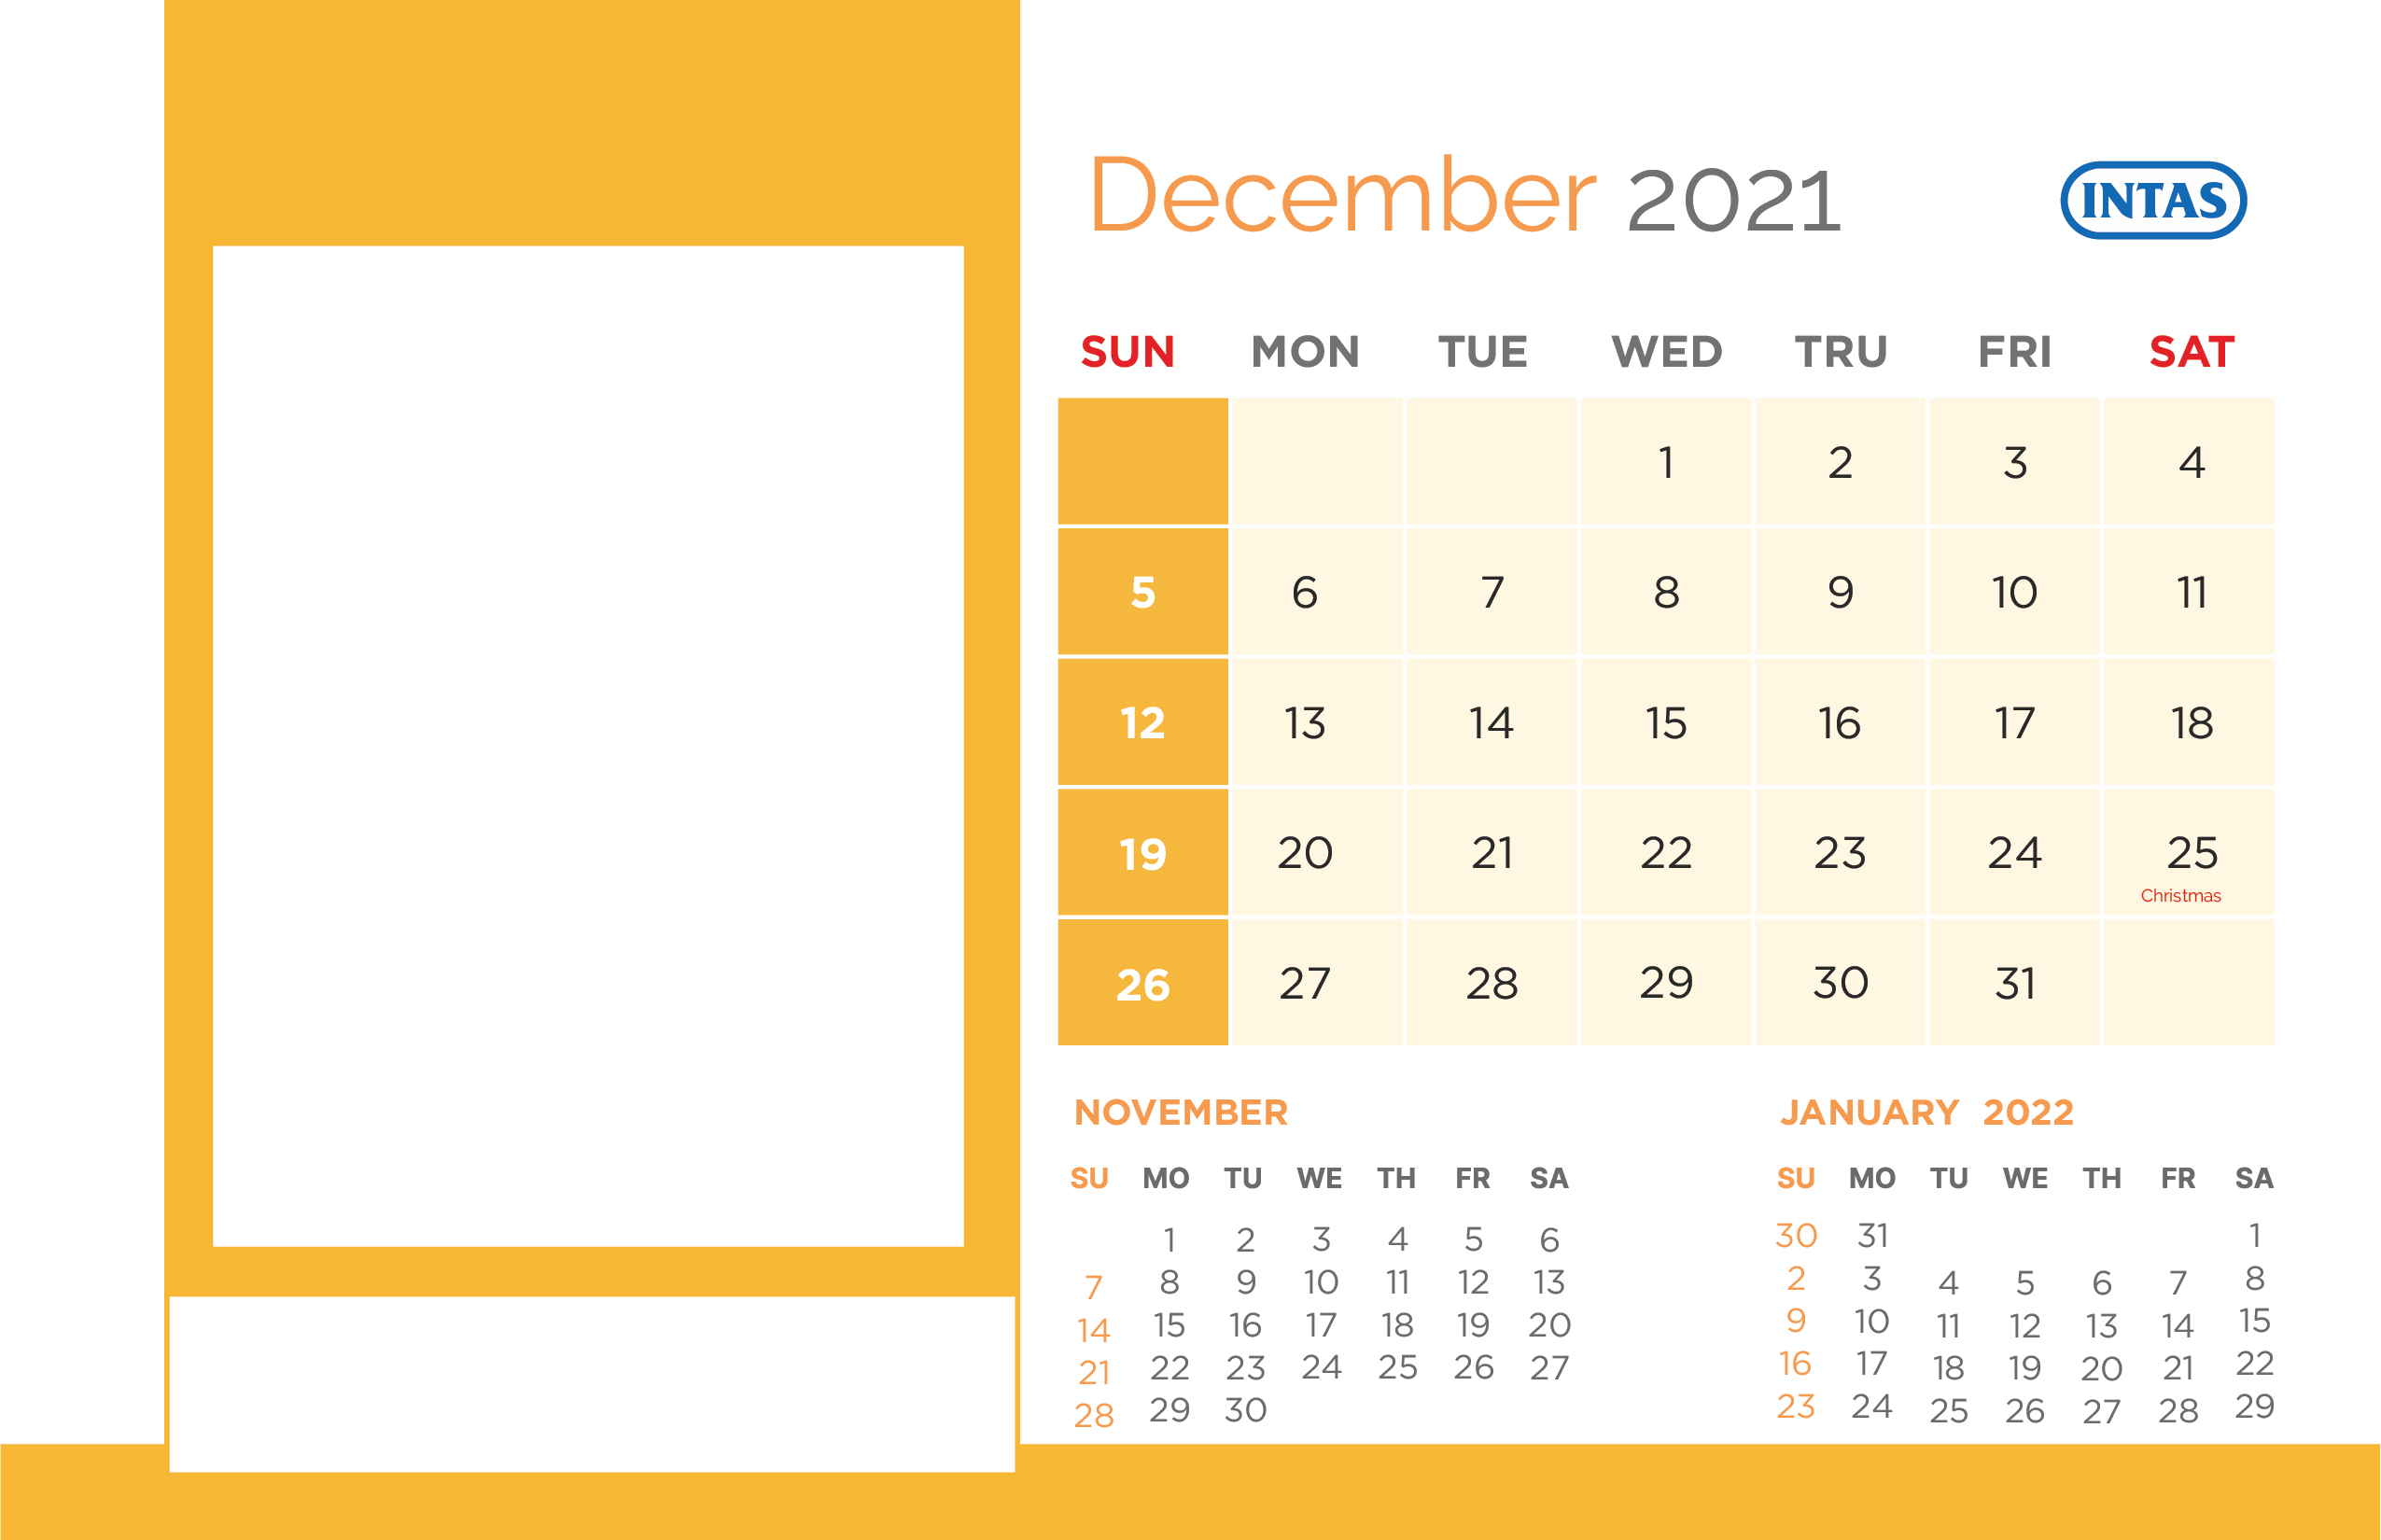 December 2021
INTAS
SUN MON TUE WED TRU FRI SAT
1 2 3 4
5 6 7 8 9 10 11
12 13 14 15 16 17 18
19 20 21 22 23 24 25
Christmas
26 27 28 29 30 31
NOVEMBER
SU MO TU WE TH FR SA
1 2 3 4 5 6
7 8 9 10 11 12 13
14 15 16 17 18 19 20
21 22 23 24 25 26 27
28 29 30
JANUARY 2022
SU MO TU WE TH FR SA
30 31 1
2 3 4 5 6 7 8
9 10 11 12 13 14 15
16 17 18 19 20 21 22
23 24 25 26 27 28 29